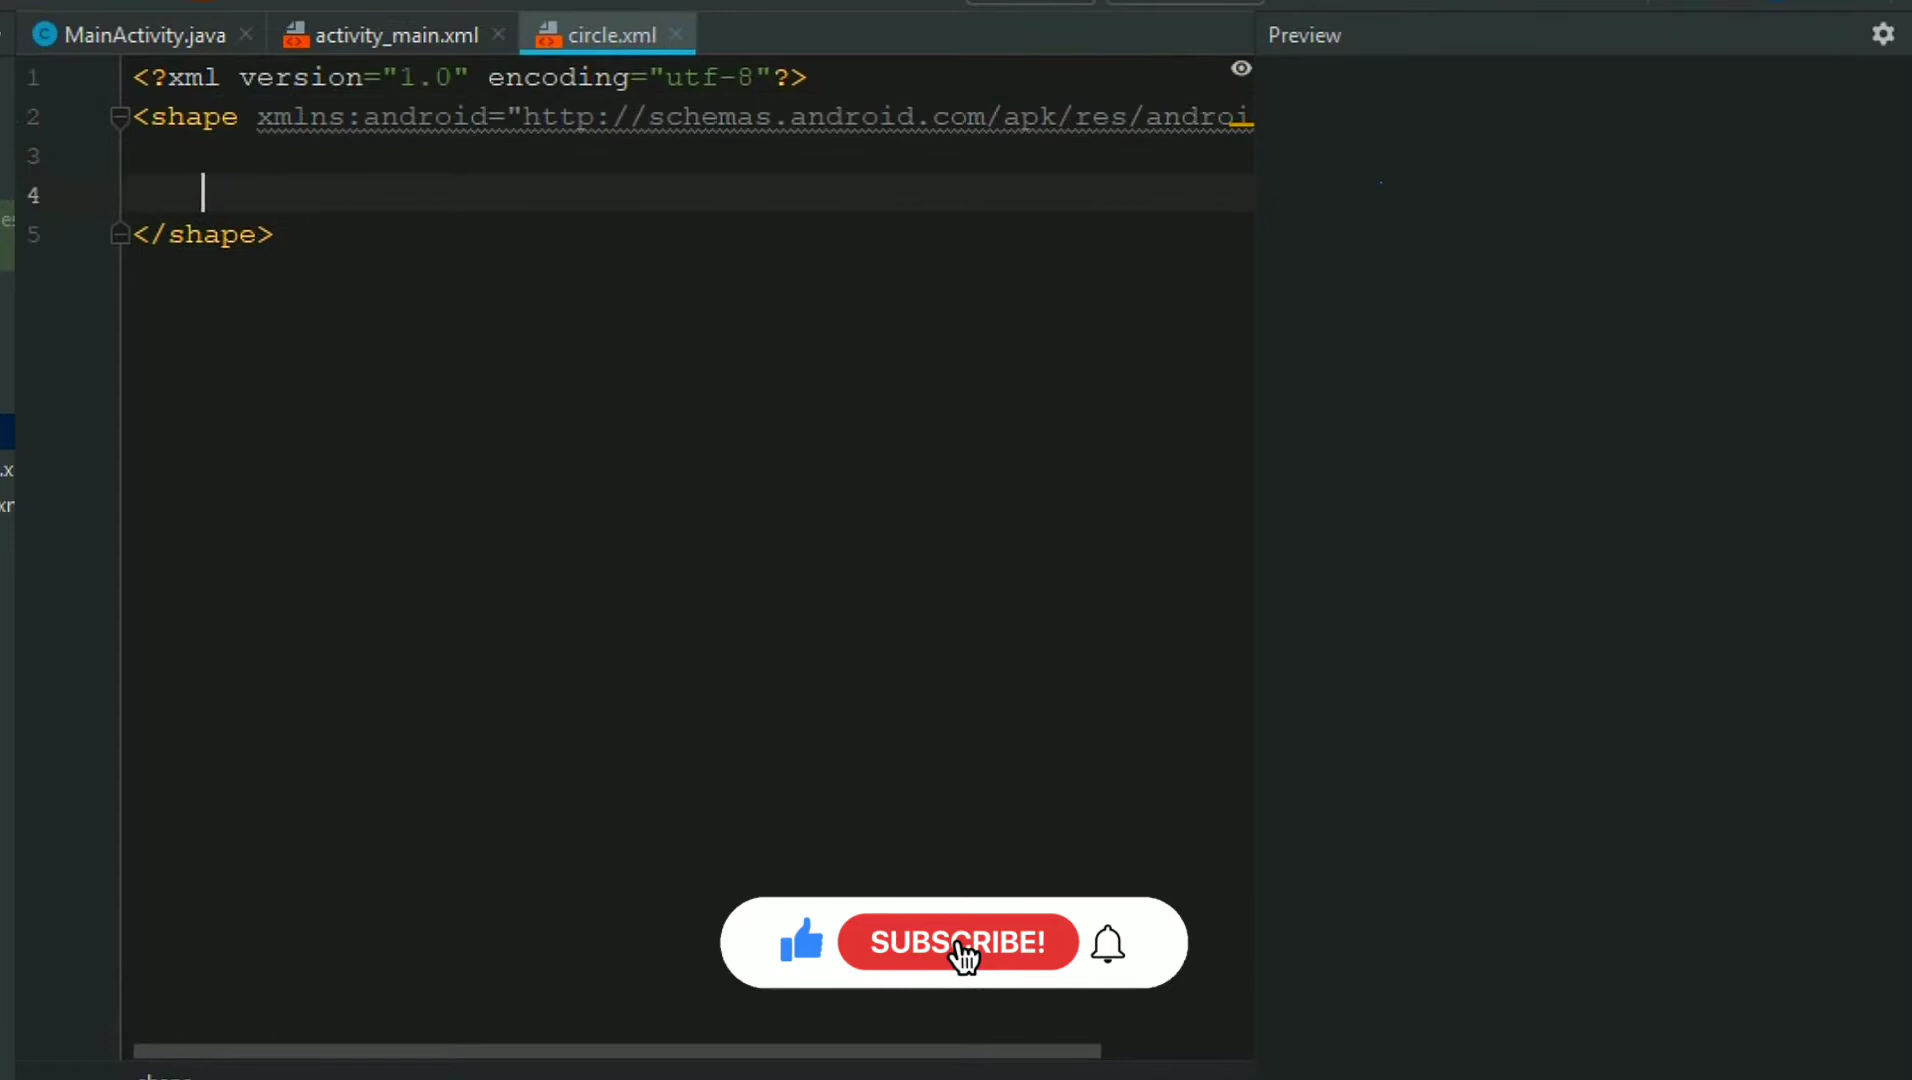 MainActivity.java
activity_main.xml
circle.xml
Preview
1 <?xml version="1.0" encoding="utf-8"?>
2 <shape xmlns:android="http://schemas.android.com/apk/res/androi
3
4
5 </shape>
es
.x
SUBSCRIBE!